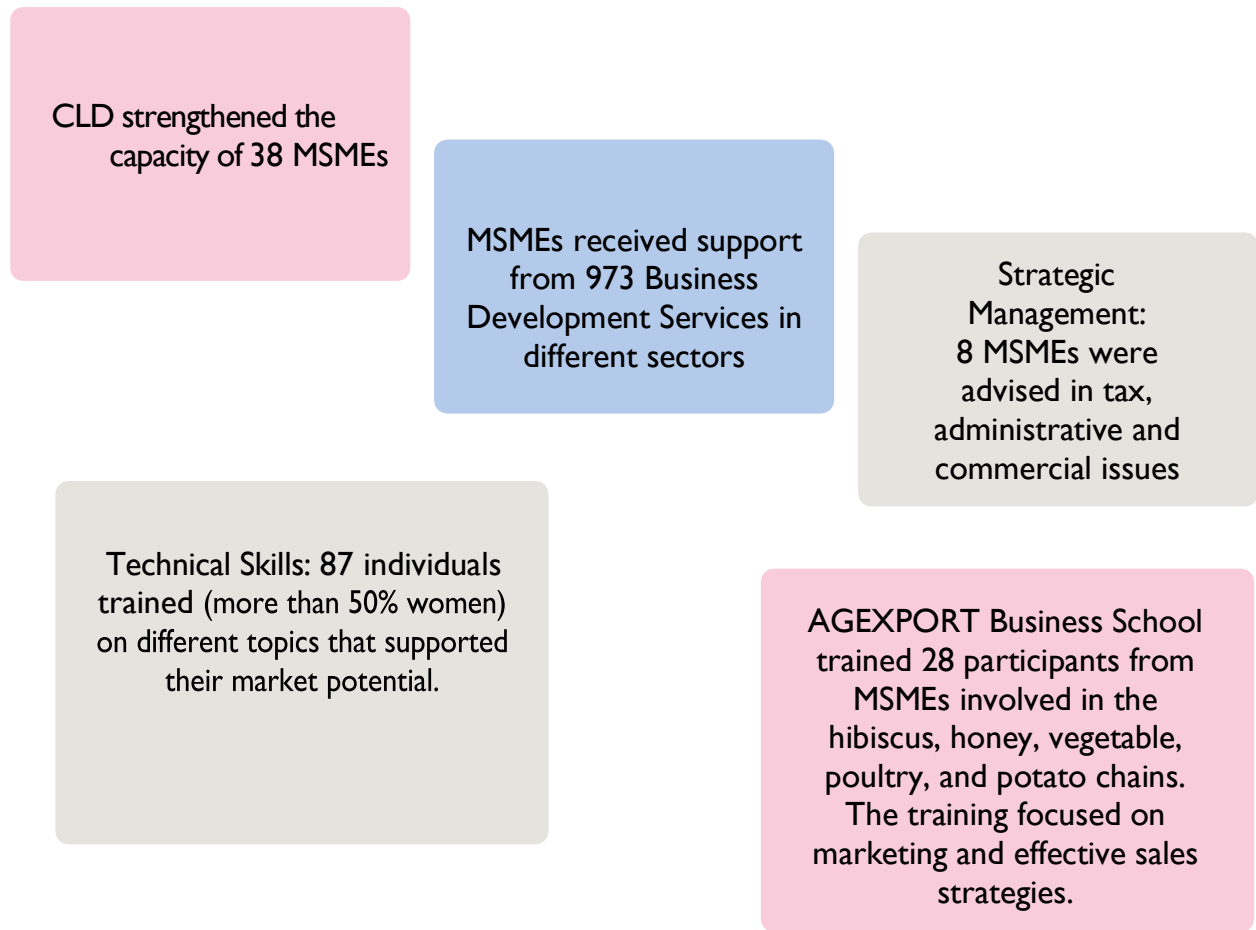 CLD strengthened the
capacity of 38 MSMEs
MSMEs received support
from 973 Business
Development Services in
different sectors
Strategic
Management:
8 MSMEs were
advised in tax,
administrative and
commercial issues
Technical Skills: 87 individuals
trained (more than 50% women)
on different topics that supported
their market potential.
AGEXPORT Business School
trained 28 participants from
MSMEs involved in the
hibiscus, honey, vegetable,
poultry, and potato chains.
The training focused on
marketing and effective sales
strategies.